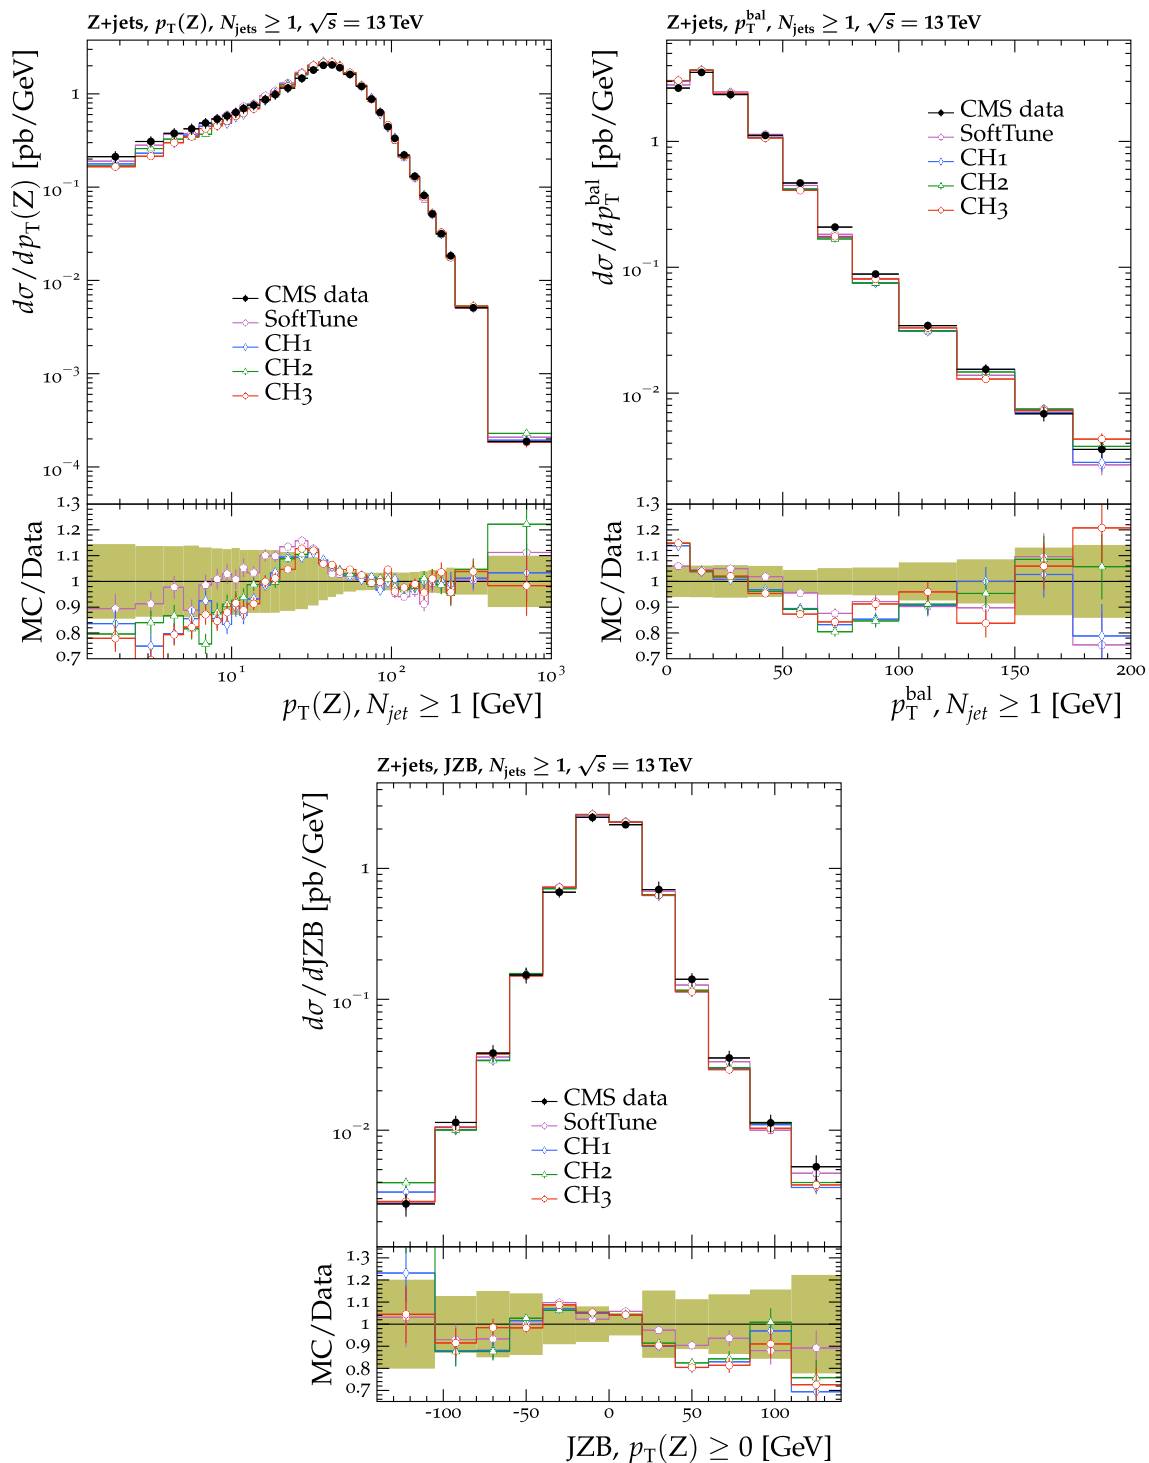 Z+jets, pT(Z), Njets ≥ 1, √s = 13 TeV
dσ/dpT(Z) [pb/GeV]
1
10⁻¹
10⁻²
10⁻³
10⁻⁴
CMS data
SoftTune
CH1
CH2
CH3
MC/Data
1.3
1.2
1.1
1
0.9
0.8
0.7
10¹ 10² 10³
pT(Z), Njet ≥ 1 [GeV]
Z+jets, pT^bal, Njets ≥ 1, √s = 13 TeV
dσ/dpT^bal [pb/GeV]
1
10⁻¹
10⁻²
CMS data
SoftTune
CH1
CH2
CH3
MC/Data
1.3
1.2
1.1
1
0.9
0.8
0.7
0 50 100 150 200
pT^bal, Njet ≥ 1 [GeV]
Z+jets, JZB, Njets ≥ 1, √s = 13 TeV
dσ/dJZB [pb/GeV]
1
10⁻¹
10⁻²
CMS data
SoftTune
CH1
CH2
CH3
MC/Data
1.3
1.2
1.1
1
0.9
0.8
0.7
-100 -50 0 50 100
JZB, pT(Z) ≥ 0 [GeV]